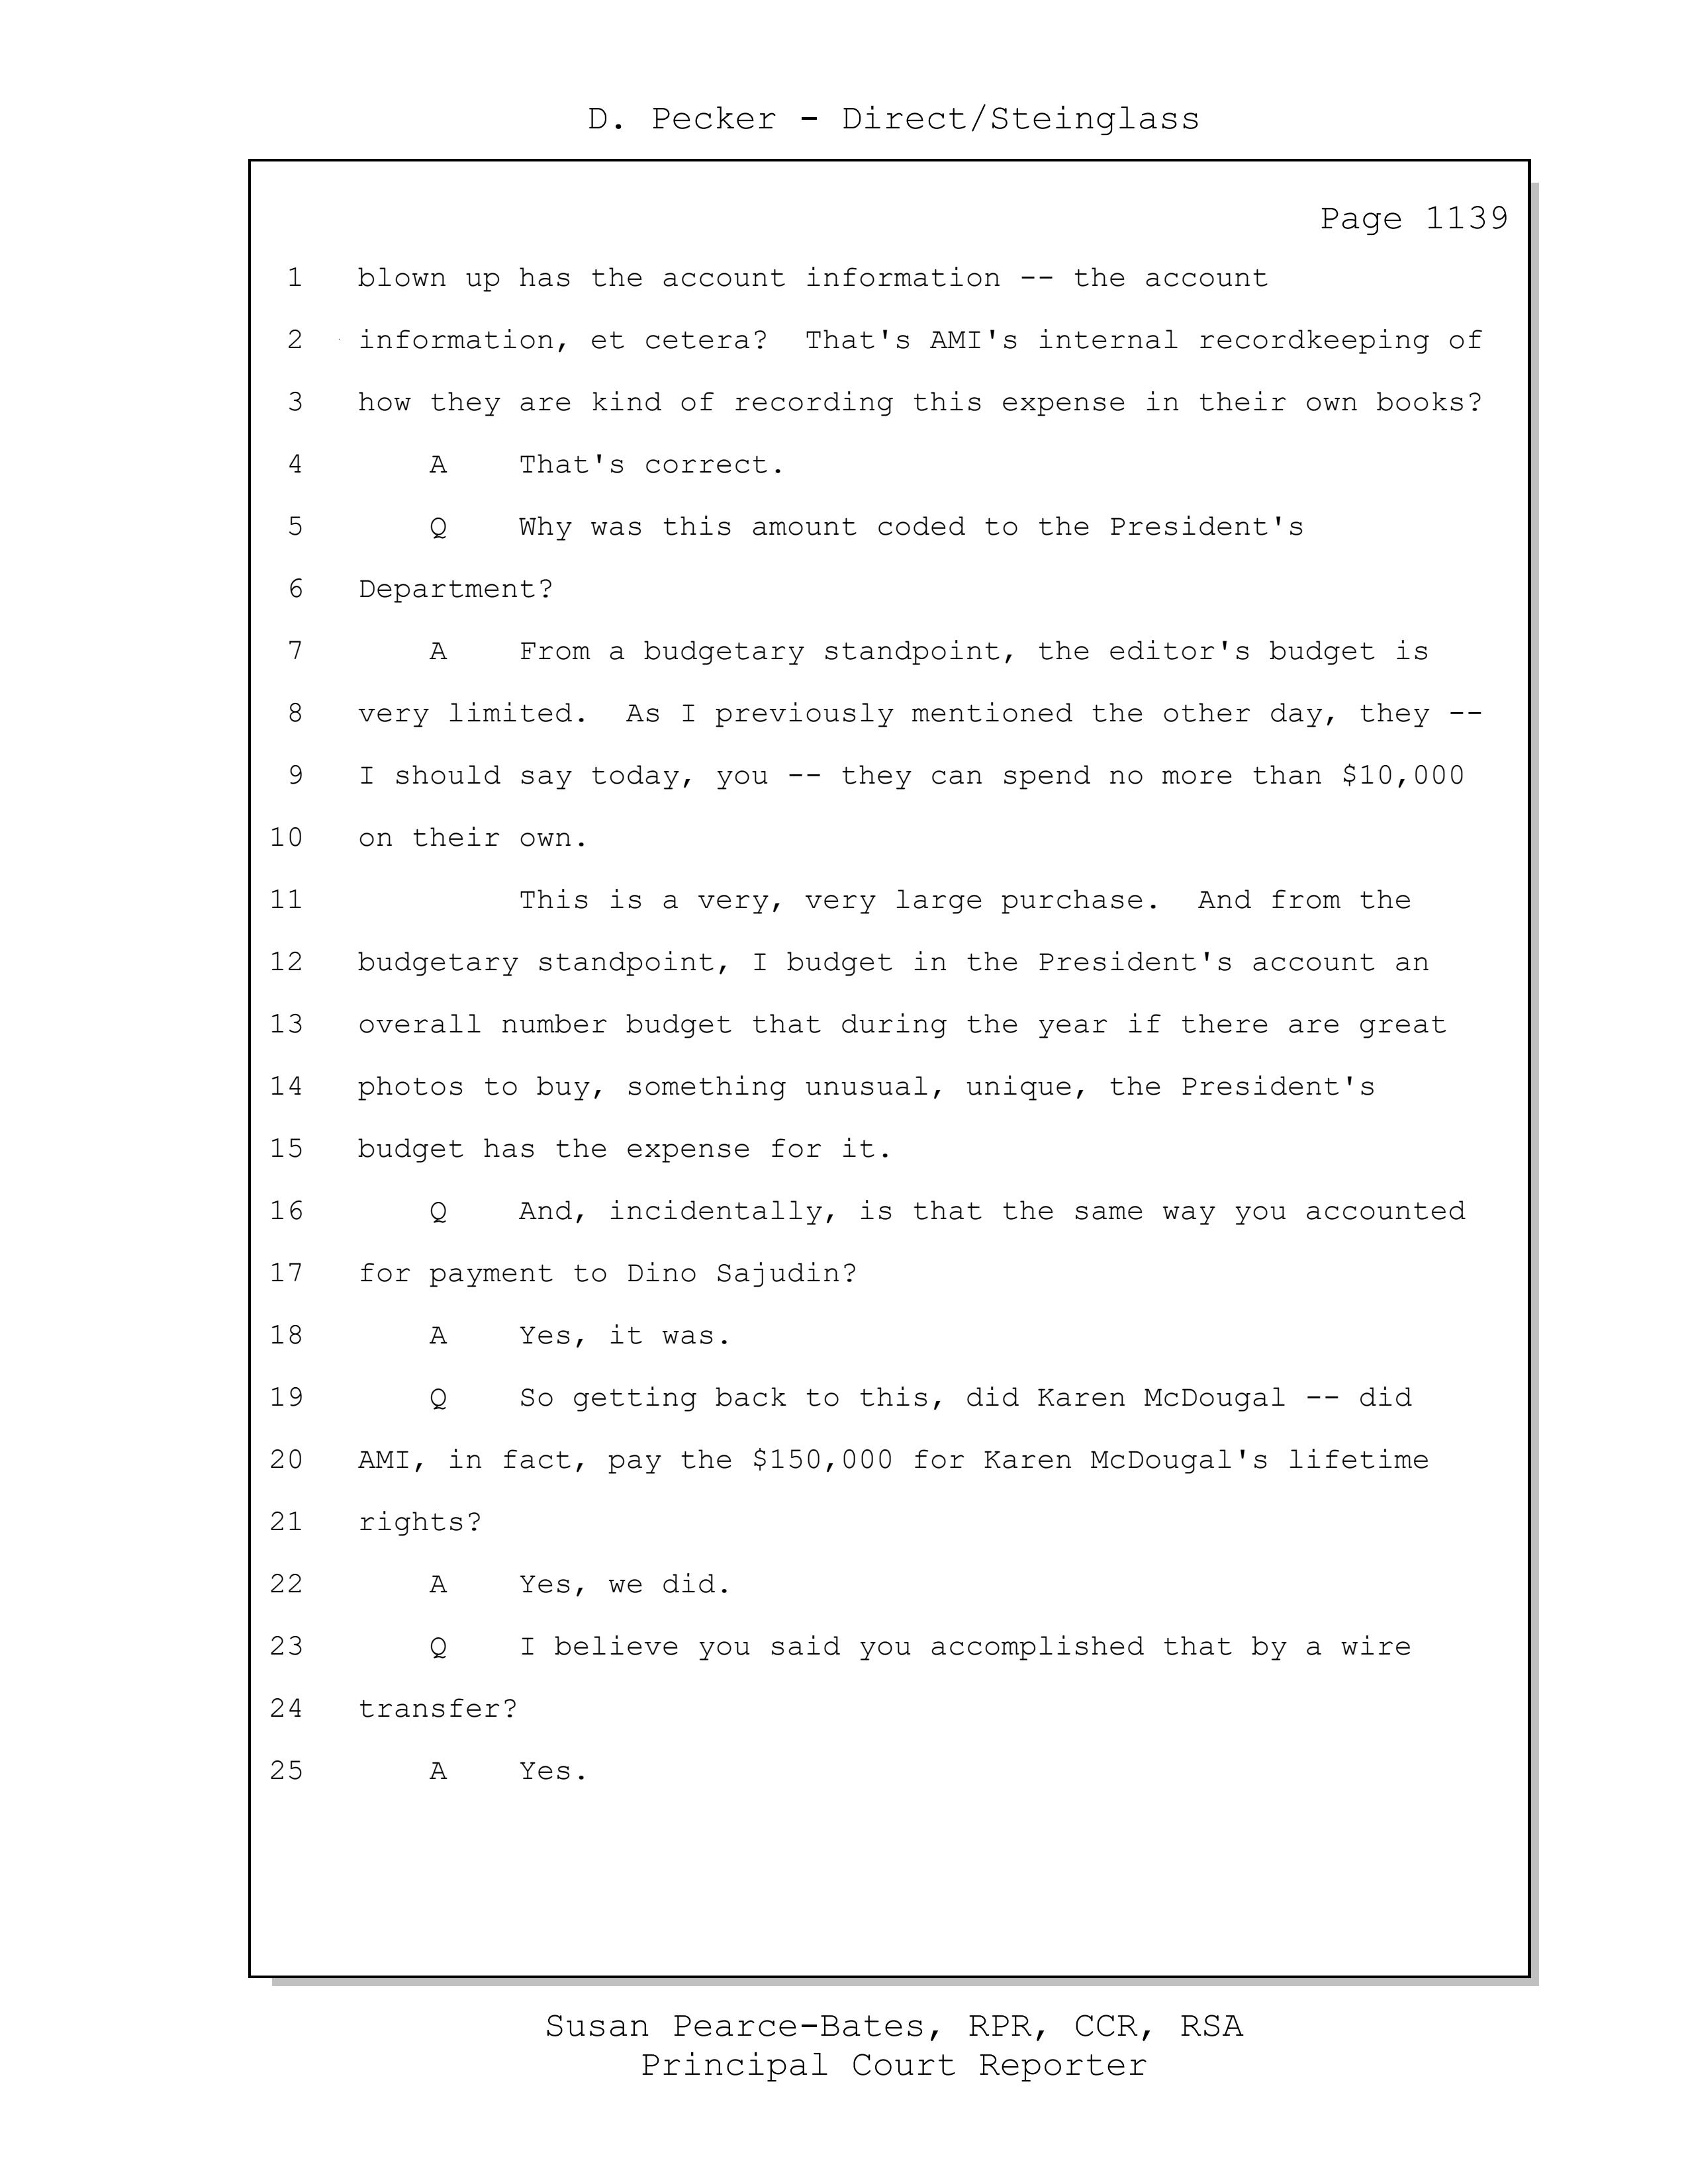 D. Pecker - Direct/Steinglass
Page 1139
1 blown up has the account information -- the account
2 information, et cetera? That's AMI's internal recordkeeping of
3 how they are kind of recording this expense in their own books?
4 A That's correct.
5 Q Why was this amount coded to the President's
6 Department?
7 A From a budgetary standpoint, the editor's budget is
8 very limited. As I previously mentioned the other day, they --
9 I should say today, you -- they can spend no more than $10,000
10 on their own.
11 This is a very, very large purchase. And from the
12 budgetary standpoint, I budget in the President's account an
13 overall number budget that during the year if there are great
14 photos to buy, something unusual, unique, the President's
15 budget has the expense for it.
16 Q And, incidentally, is that the same way you accounted
17 for payment to Dino Sajudin?
18 A Yes, it was.
19 Q So getting back to this, did Karen McDougal -- did
20 AMI, in fact, pay the $150,000 for Karen McDougal's lifetime
21 rights?
22 A Yes, we did.
23 Q I believe you said you accomplished that by a wire
24 transfer?
25 A Yes.
Susan Pearce-Bates, RPR, CCR, RSA
Principal Court Reporter